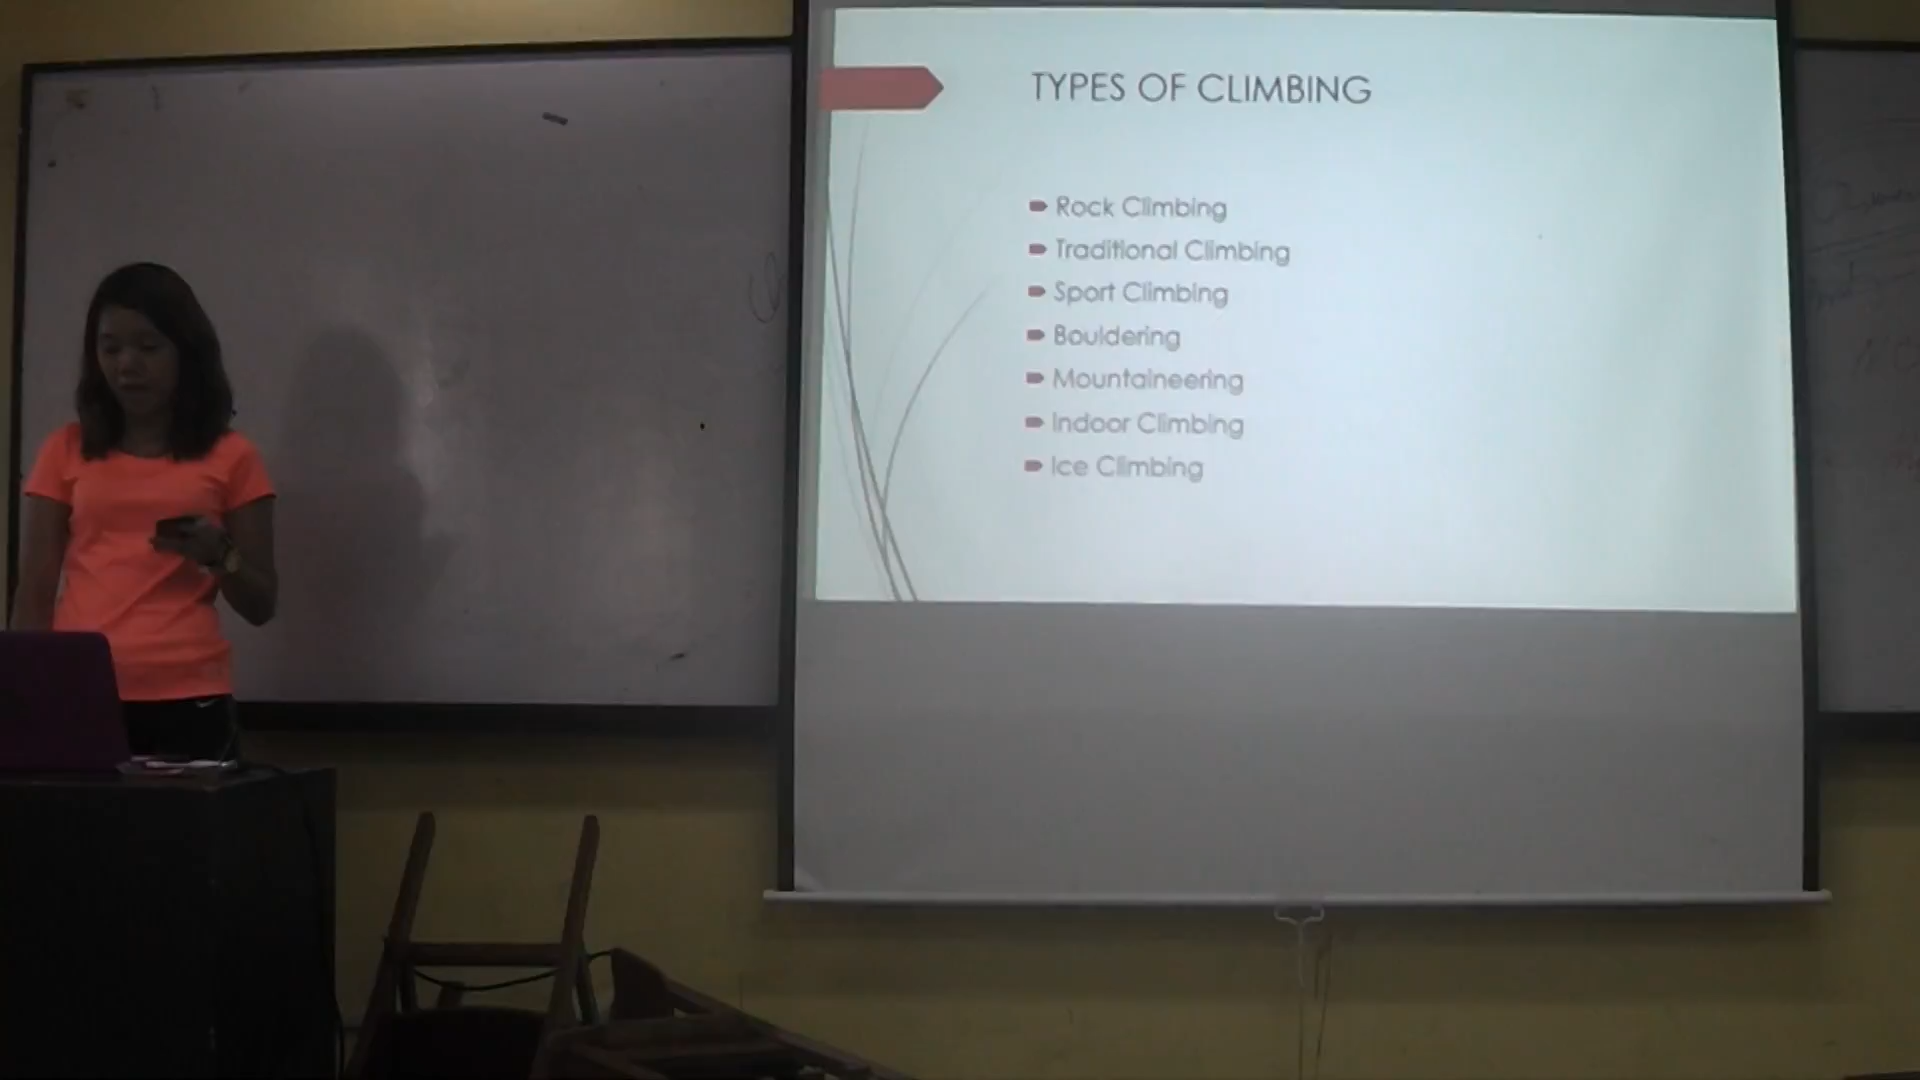 TYPES OF CLIMBING
Rock Climbing
Traditional Climbing
Sport Climbing
Bouldering
Mountaineering
Indoor Climbing
Ice Climbing